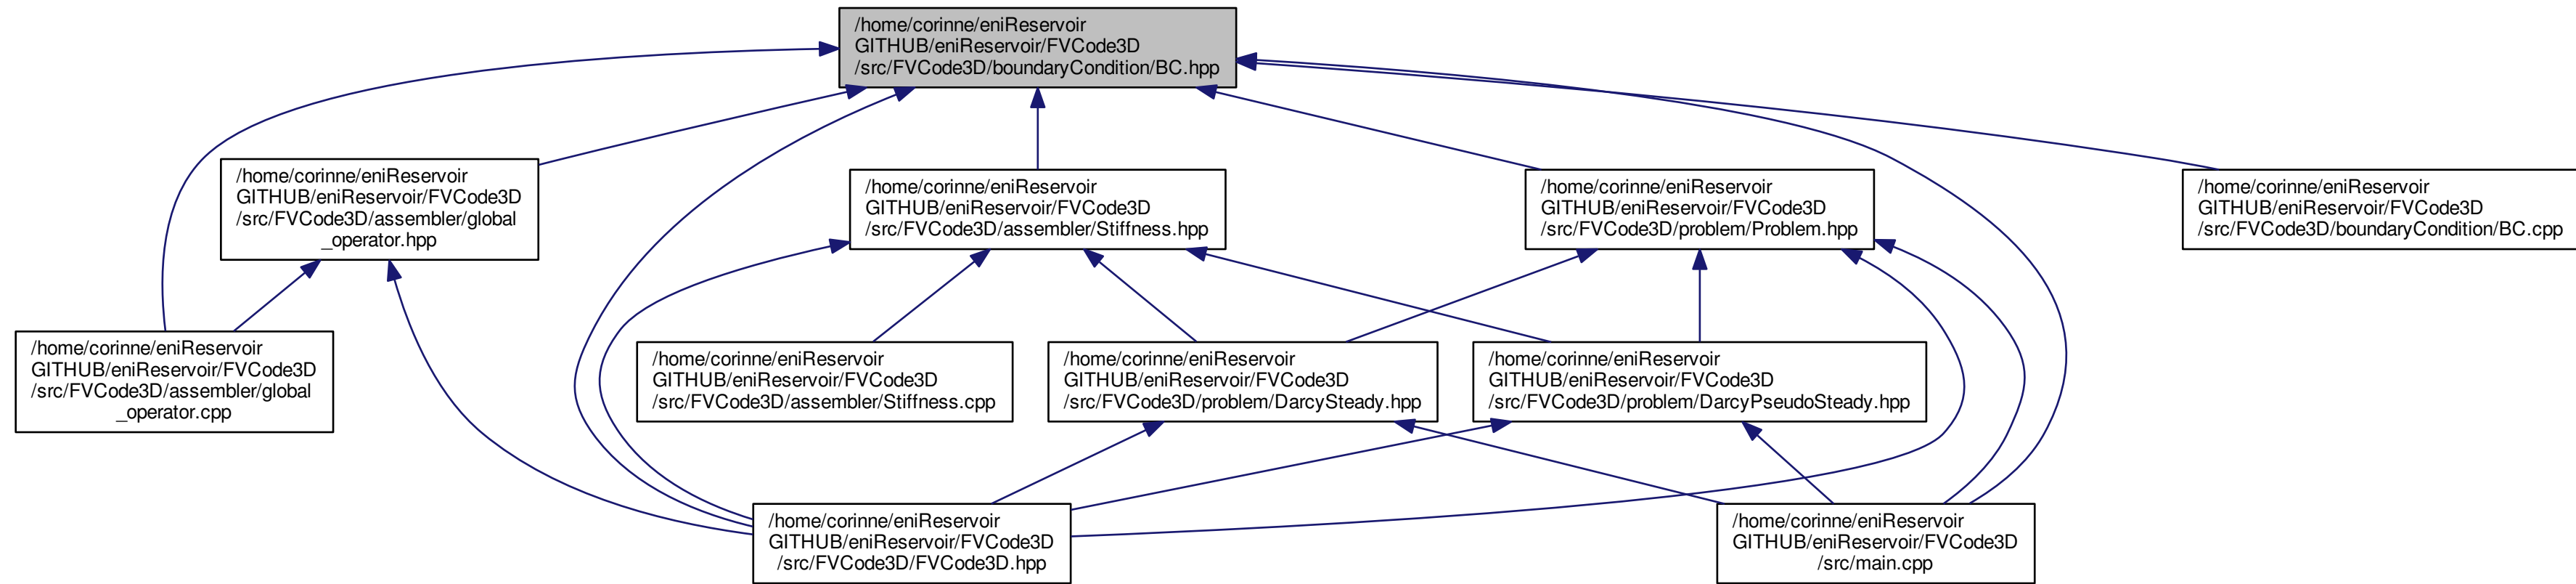 /home/corinne/eniReservoir
GITHUB/eniReservoir/FVCode3D
/src/FVCode3D/boundaryCondition/BC.hpp
/home/corinne/eniReservoir
GITHUB/eniReservoir/FVCode3D
/src/FVCode3D/assembler/global
_operator.hpp
/home/corinne/eniReservoir
GITHUB/eniReservoir/FVCode3D
/src/FVCode3D/assembler/Stiffness.hpp
/home/corinne/eniReservoir
GITHUB/eniReservoir/FVCode3D
/src/FVCode3D/problem/Problem.hpp
/home/corinne/eniReservoir
GITHUB/eniReservoir/FVCode3D
/src/FVCode3D/boundaryCondition/BC.cpp
/home/corinne/eniReservoir
GITHUB/eniReservoir/FVCode3D
/src/FVCode3D/assembler/global
_operator.cpp
/home/corinne/eniReservoir
GITHUB/eniReservoir/FVCode3D
/src/FVCode3D/assembler/Stiffness.cpp
/home/corinne/eniReservoir
GITHUB/eniReservoir/FVCode3D
/src/FVCode3D/problem/DarcySteady.hpp
/home/corinne/eniReservoir
GITHUB/eniReservoir/FVCode3D
/src/FVCode3D/problem/DarcyPseudoSteady.hpp
/home/corinne/eniReservoir
GITHUB/eniReservoir/FVCode3D
/src/FVCode3D/FVCode3D.hpp
/home/corinne/eniReservoir
GITHUB/eniReservoir/FVCode3D
/src/main.cpp